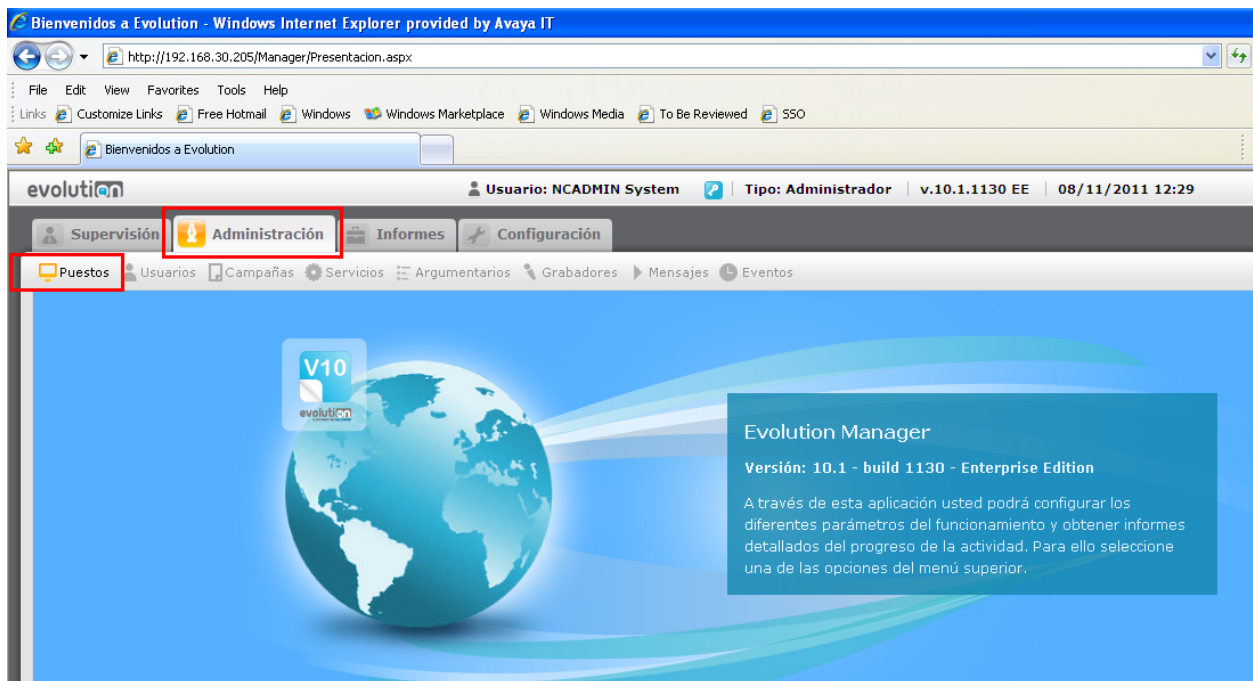 Bienvenidos a Evolution - Windows Internet Explorer provided by Avaya IT
http://192.168.30.205/Manager/Presentacion.aspx
File Edit View Favorites Tools Help
Links Customize Links Free Hotmail Windows Windows Marketplace Windows Media To Be Reviewed SSO
Bienvenidos a Evolution
evolution Usuario: NCADMIN System Tipo: Administrador v.10.1.1130 EE 08/11/2011 12:29
Supervisión Administración Informes Configuración
Puestos Usuarios Campañas Servicios Argumentarios Grabadores Mensajes Eventos
V10
evolution
Evolution Manager
Versión: 10.1 - build 1130 - Enterprise Edition
A través de esta aplicación usted podrá configurar los
diferentes parámetros del funcionamiento y obtener informes
detallados del progreso de la actividad. Para ello seleccione
una de las opciones del menú superior.